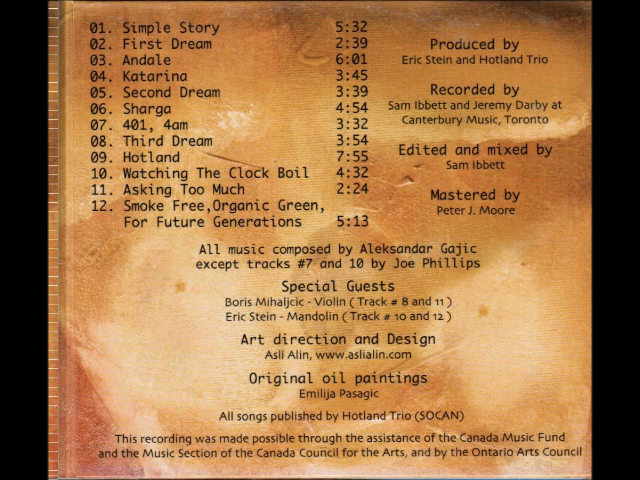 01. Simple Story 5:32
02. First Dream 2:39
03. Andale 6:01
04. Katarina 3:45
05. Second Dream 3:39
06. Sharga 4:54
07. 401, 4am 3:32
08. Third Dream 3:54
09. Hotland 7:55
10. Watching The Clock Boil 4:32
11. Asking Too Much 2:24
12. Smoke Free,Organic Green,
For Future Generations 5:13
Produced by
Eric Stein and Hotland Trio
Recorded by
Sam Ibbett and Jeremy Darby at
Canterbury Music, Toronto
Edited and mixed by
Sam Ibbett
Mastered by
Peter J. Moore
All music composed by Aleksandar Gajic
except tracks #7 and 10 by Joe Phillips
Special Guests
Boris Mihaljcic - Violin ( Track # 8 and 11 )
Eric Stein - Mandolin ( Track # 10 and 12 )
Art direction and Design
Asli Alin, www.aslialin.com
Original oil paintings
Emilija Pasagic
All songs published by Hotland Trio (SOCAN)
This recording was made possible through the assistance of the Canada Music Fund
and the Music Section of the Canada Council for the Arts, and by the Ontario Arts Council